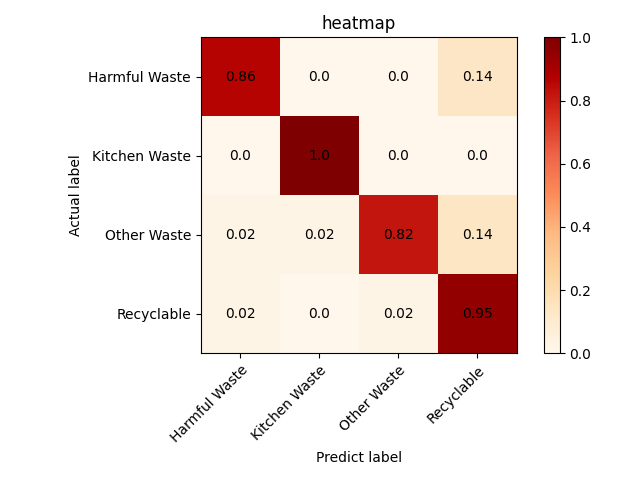 heatmap
Harmful Waste 0.86 0.0 0.0 0.14
Kitchen Waste 0.0 1.0 0.0 0.0
Other Waste 0.02 0.02 0.82 0.14
Recyclable 0.02 0.0 0.02 0.95
Actual label
Harmful Waste Kitchen Waste Other Waste Recyclable
Predict label
1.0
0.8
0.6
0.4
0.2
0.0